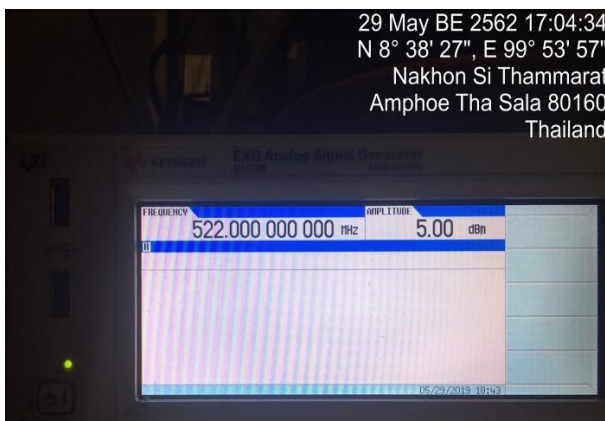 29 May BE 2562 17:04:34
N 8° 38' 27", E 99° 53' 57"
Nakhon Si Thammarat
Amphoe Tha Sala 80160
Thailand
LXI
KEYSIGHT EXG Analog Signal Generator
FREQUENCY AMPLITUDE
522.000 000 000 MHz 5.00 dBm
R
05/29/2019 18:43